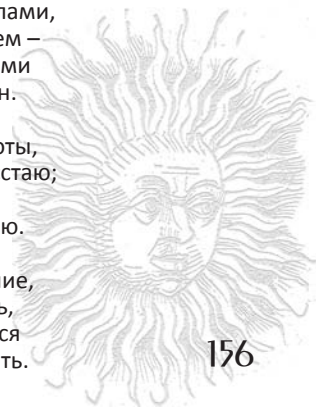 лами,
ем –
ми
н.
оты,
стаю;
ю.
ние,
ь,
ся
ть.
156